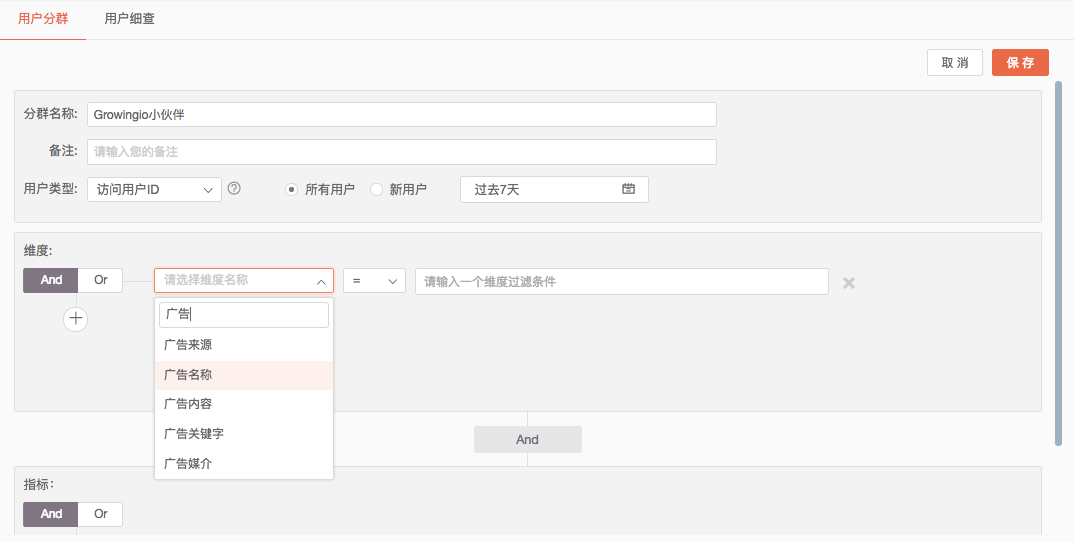 用户分群 用户细查
取 消 保 存
分群名称: Growingio小伙伴
备注: 请输入您的备注
用户类型: 访问用户ID ? 所有用户 新用户 过去7天
维度:
And Or 请选择维度名称 = 请输入一个维度过滤条件
广告
广告来源
广告名称
广告内容
广告关键字
And
广告媒介
指标:
And Or